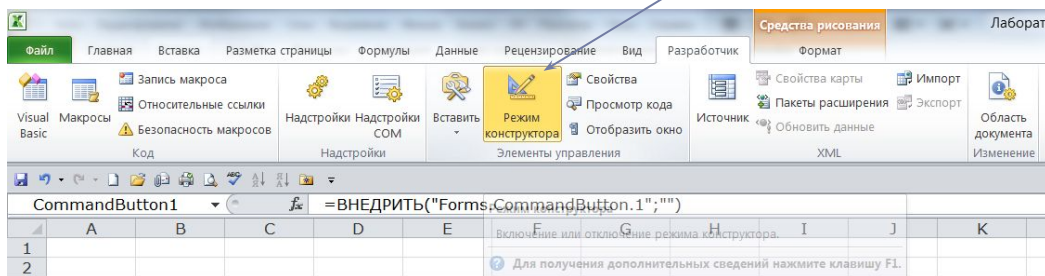 Средства рисования
Лаборат
Файл Главная Вставка Разметка страницы Формулы Данные Рецензирование Вид Разработчик Формат
Visual Basic
Макросы
Запись макроса
Относительные ссылки
Безопасность макросов
Код
Надстройки
Надстройки COM
Надстройки
Вставить
Режим конструктора
Свойства
Просмотр кода
Отобразить окно
Элементы управления
Источник
Свойства карты
Пакеты расширения
Обновить данные
Импорт
Экспорт
XML
Область документа
Изменение
CommandButton1 fx =ВНЕДРИТЬ("Forms.CommandButton.1";"")
Режим конструктора
A B C D E F G H I J K
Включение или отключение режима конструктора.
1
2
Для получения дополнительных сведений нажмите клавишу F1.